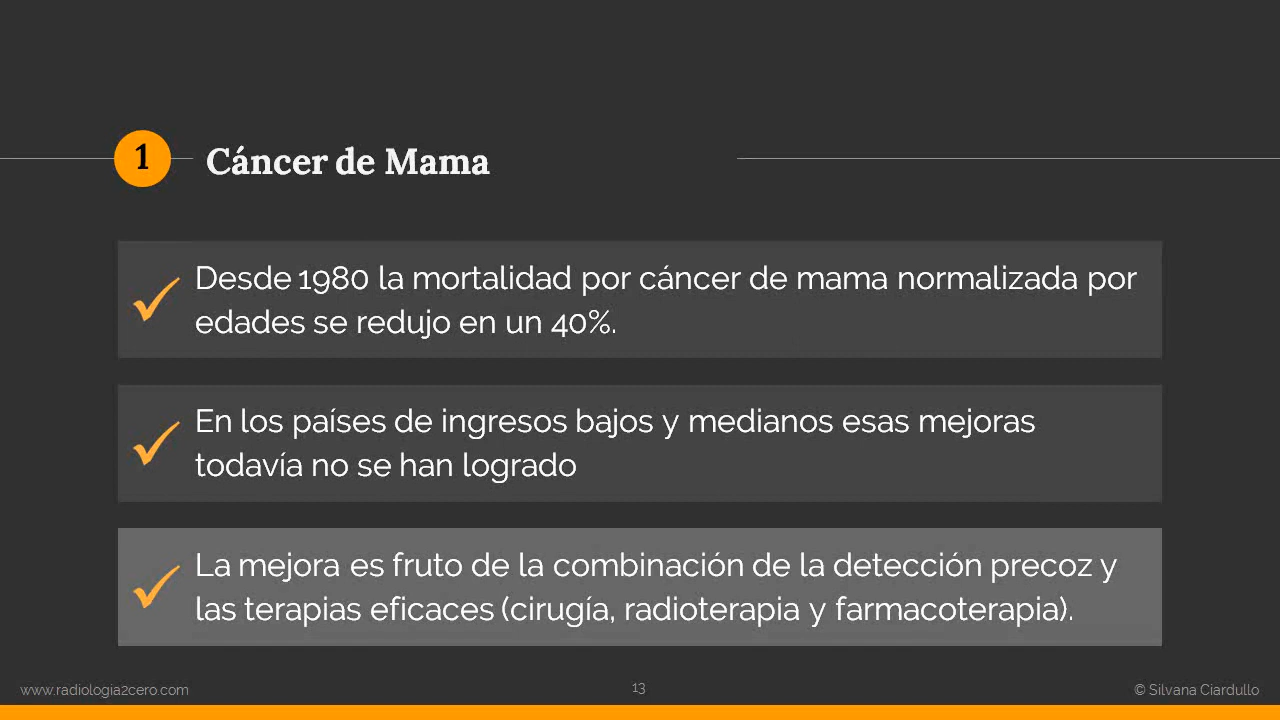 1
Cáncer de Mama
Desde 1980 la mortalidad por cáncer de mama normalizada por
edades se redujo en un 40%.
En los países de ingresos bajos y medianos esas mejoras
todavía no se han logrado
La mejora es fruto de la combinación de la detección precoz y
las terapias eficaces (cirugía, radioterapia y farmacoterapia).
www.radiologia2cero.com
13
© Silvana Ciardullo